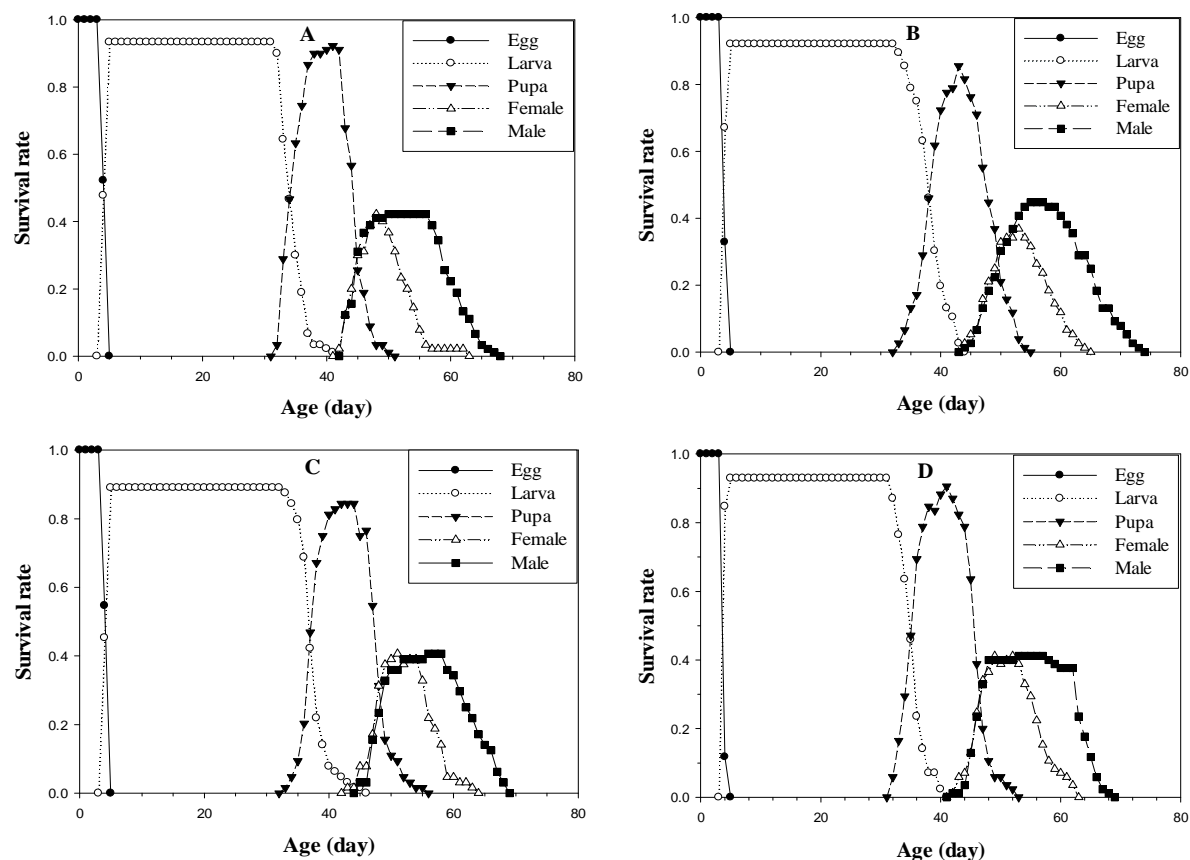 A
Egg
Larva
Pupa
Female
Male
Survival rate
1.0
0.8
0.6
0.4
0.2
0.0
0 20 40 60 80
Age (day)
B
Egg
Larva
Pupa
Female
Male
Survival rate
1.0
0.8
0.6
0.4
0.2
0.0
0 20 40 60 80
Age (day)
C
Egg
Larva
Pupa
Female
Male
Survival rate
1.0
0.8
0.6
0.4
0.2
0.0
0 20 40 60 80
Age (day)
D
Egg
Larva
Pupa
Female
Male
Survival rate
1.0
0.8
0.6
0.4
0.2
0.0
0 20 40 60 80
Age (day)